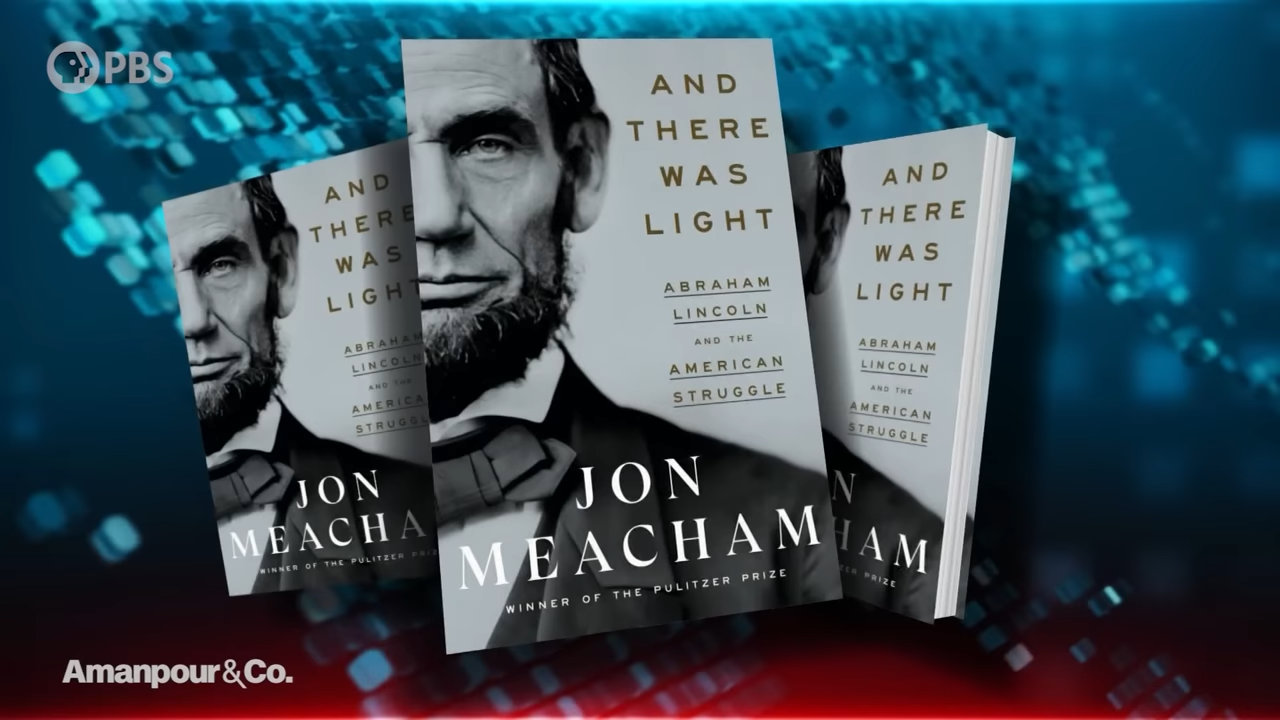 PBS
AND
THERE
WAS
LIGHT
ABRAHAM
LINCOLN
AND THE
AMERICAN
STRUGGLE
JON
MEACHA
WINNER OF THE PULITZER
AND
THERE
WAS
LIGHT
ABRAHAM
LINCOLN
AND THE
AMERICAN
STRUGGLE
JON
MEACHAM
WINNER OF THE PULITZER PRIZE
AND
THERE
WAS
LIGHT
ABRAHAM
LINCOLN
AND THE
AMERICAN
STRUGGLE
N
HAM
PRIZE
Amanpour&Co.